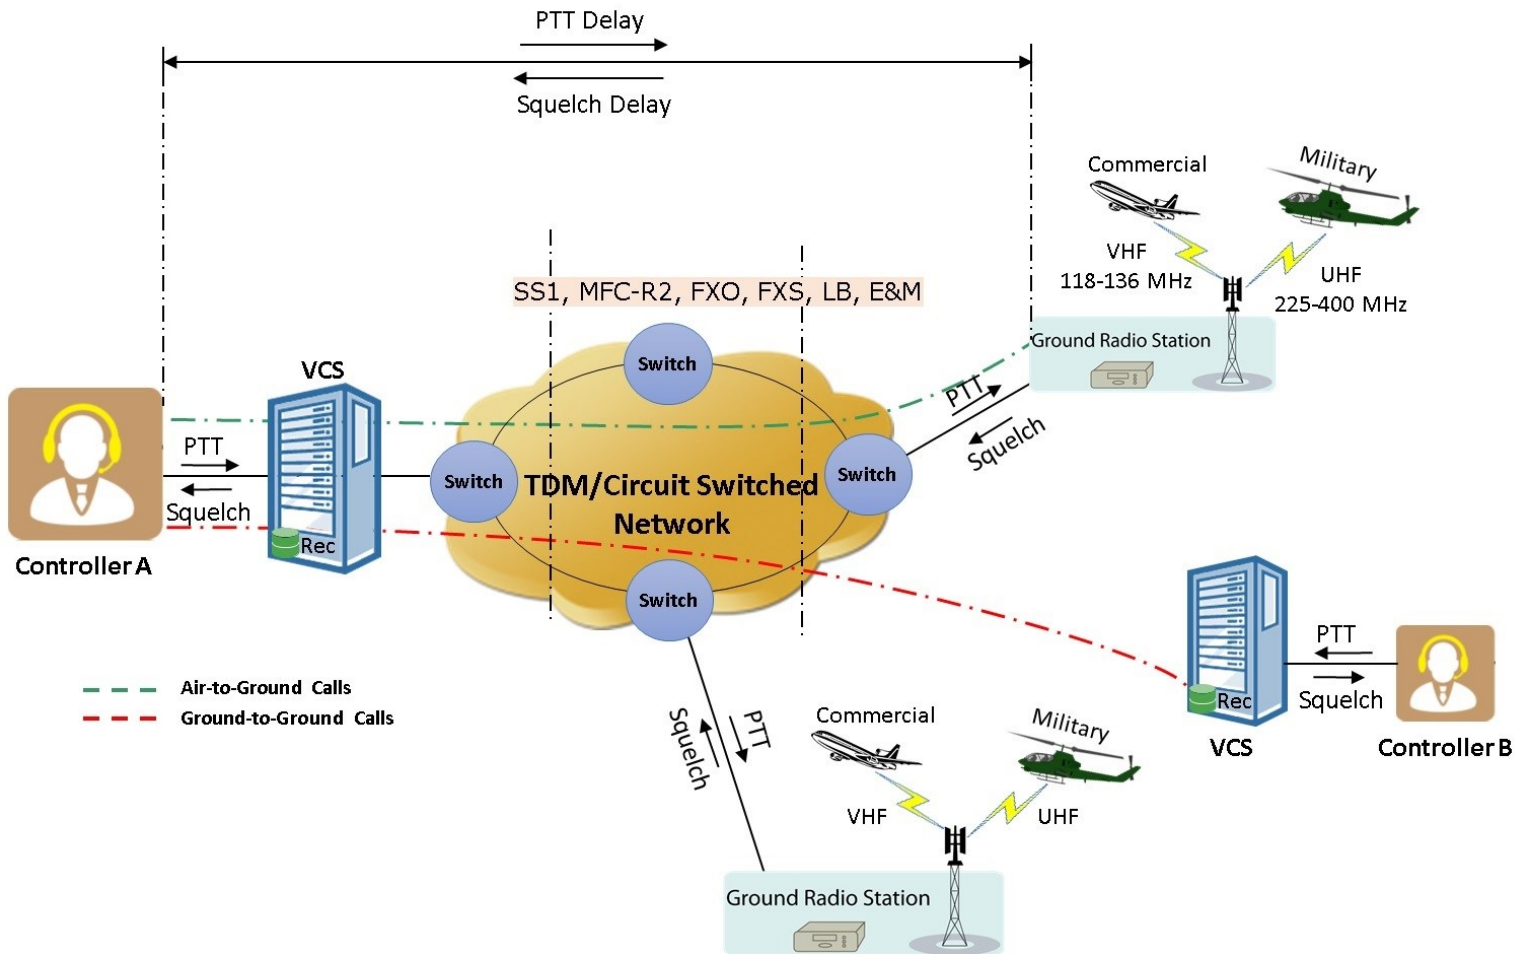 PTT Delay
Squelch Delay
Commercial
Military
VHF
118-136 MHz
UHF
225-400 MHz
SS1, MFC-R2, FXO, FXS, LB, E&M
Ground Radio Station
Switch
VCS
PTT
Squelch
PTT
Squelch
Switch
Switch
TDM/Circuit Switched
Network
Rec
Controller A
Switch
PTT
Squelch
Rec
VCS
Controller B
Air-to-Ground Calls
Ground-to-Ground Calls
Squelch
PTT
Commercial
Military
VHF
UHF
Ground Radio Station